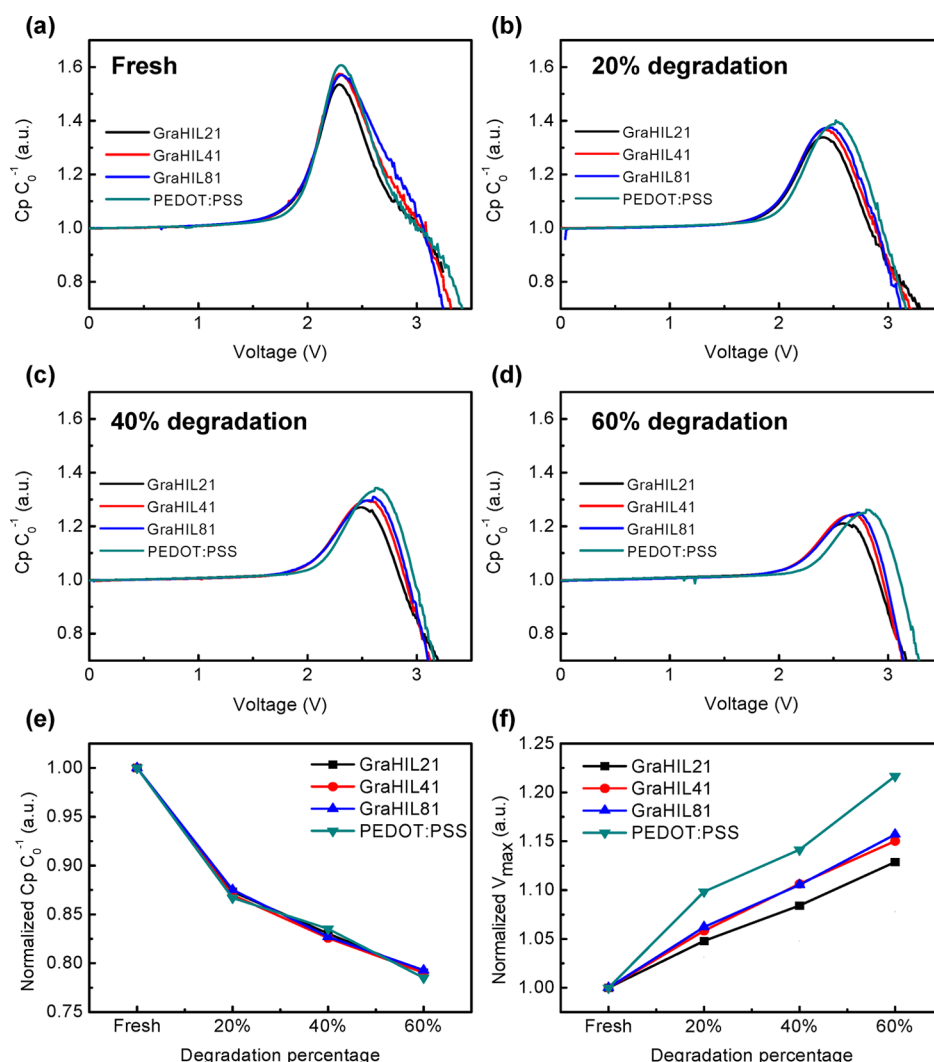 (a)
Fresh
GraHIL21
GraHIL41
GraHIL81
PEDOT:PSS
Cp C₀⁻¹ (a.u.)
1.6
1.4
1.2
1.0
0.8
0 1 2 3
Voltage (V)
(b)
20% degradation
GraHIL21
GraHIL41
GraHIL81
PEDOT:PSS
Cp C₀⁻¹ (a.u.)
1.6
1.4
1.2
1.0
0.8
0 1 2 3
Voltage (V)
(c)
40% degradation
GraHIL21
GraHIL41
GraHIL81
PEDOT:PSS
Cp C₀⁻¹ (a.u.)
1.6
1.4
1.2
1.0
0.8
0 1 2 3
Voltage (V)
(d)
60% degradation
GraHIL21
GraHIL41
GraHIL81
PEDOT:PSS
Cp C₀⁻¹ (a.u.)
1.6
1.4
1.2
1.0
0.8
0 1 2 3
Voltage (V)
(e)
GraHIL21
GraHIL41
GraHIL81
PEDOT:PSS
Normalized Cp C₀⁻¹ (a.u.)
1.00
0.95
0.90
0.85
0.80
0.75
Fresh 20% 40% 60%
Degradation percentage
(f)
GraHIL21
GraHIL41
GraHIL81
PEDOT:PSS
Normalized Vmax (a.u.)
1.25
1.20
1.15
1.10
1.05
1.00
Fresh 20% 40% 60%
Degradation percentage